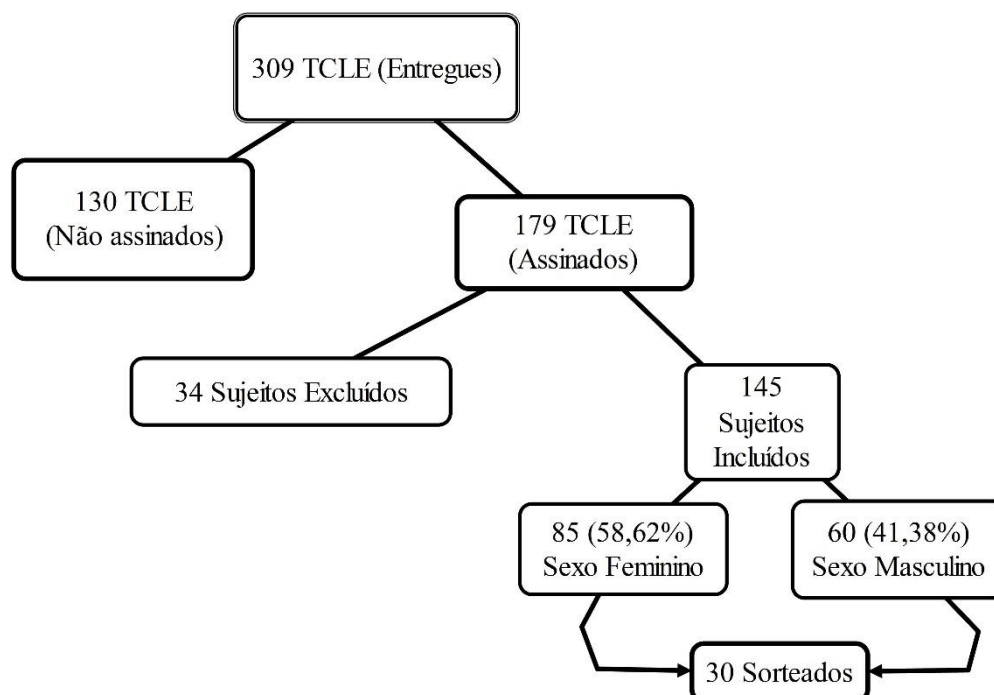 309 TCLE (Entregues)
130 TCLE
(Não assinados)
179 TCLE
(Assinados)
34 Sujeitos Excluídos
145
Sujeitos
Incluídos
85 (58,62%)
Sexo Feminino
60 (41,38%)
Sexo Masculino
30 Sorteados